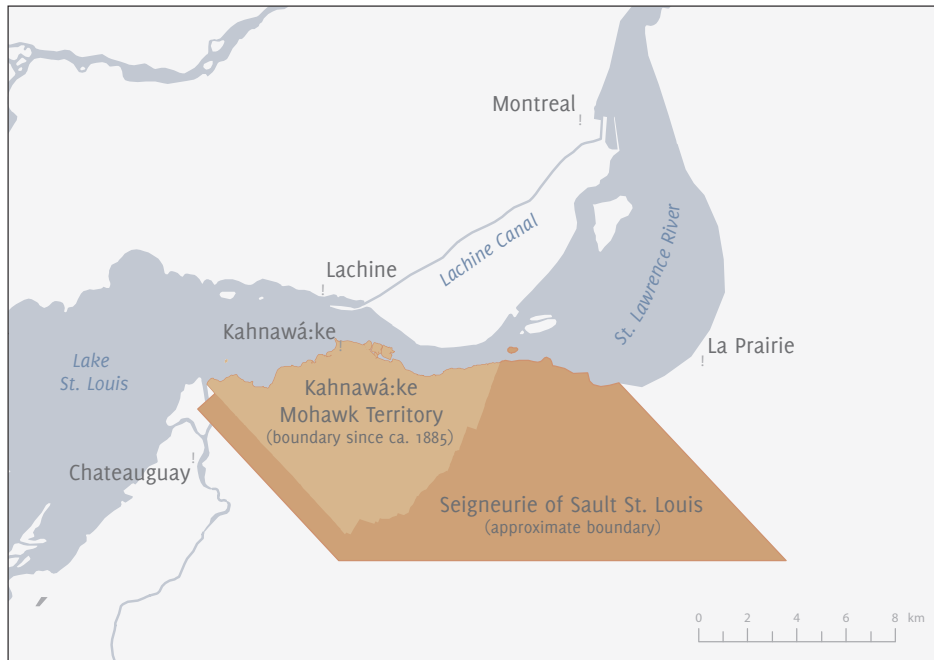 Montreal
!
Lachine Canal
St. Lawrence River
Lachine
!
Kahnawá:ke
!
La Prairie
!
Lake
St. Louis
Kahnawá:ke
Mohawk Territory
(boundary since ca. 1885)
Chateauguay
!
Seigneurie of Sault St. Louis
(approximate boundary)
0 2 4 6 8 km